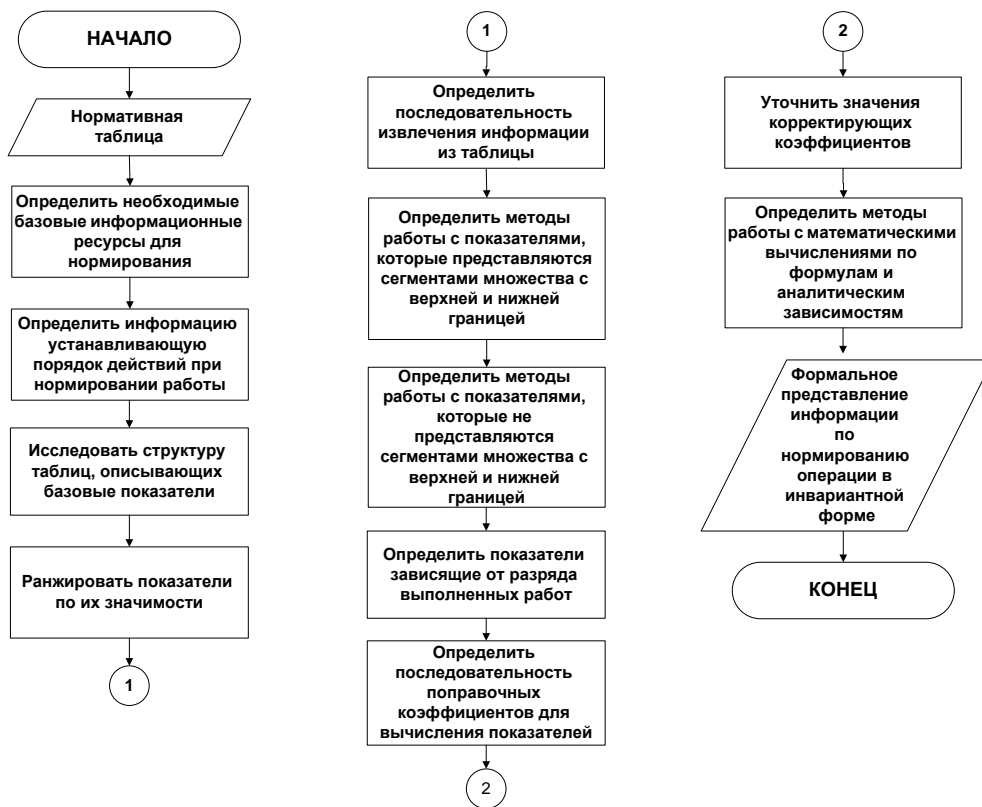 НАЧАЛО
Нормативная
таблица
Определить необходимые
базовые информационные
ресурсы для
нормирования
Определить информацию
устанавливающую
порядок действий при
нормировании работы
Исследовать структуру
таблиц, описывающих
базовые показатели
Ранжировать показатели
по их значимости
1
1
Определить
последовательность
извлечения информации
из таблицы
Определить методы
работы с показателями,
которые представляются
сегментами множества с
верхней и нижней
границей
Определить методы
работы с показателями,
которые не
представляются
сегментами множества с
верхней и нижней
границей
Определить показатели
зависящие от разряда
выполненных работ
Определить
последовательность
поправочных
коэффициентов для
вычисления показателей
2
2
Уточнить значения
корректирующих
коэффициентов
Определить методы
работы с математическими
вычислениями по
формулам и
аналитическим
зависимостям
Формальное
представление
информации
по
нормированию
операции в
инвариантной
форме
КОНЕЦ